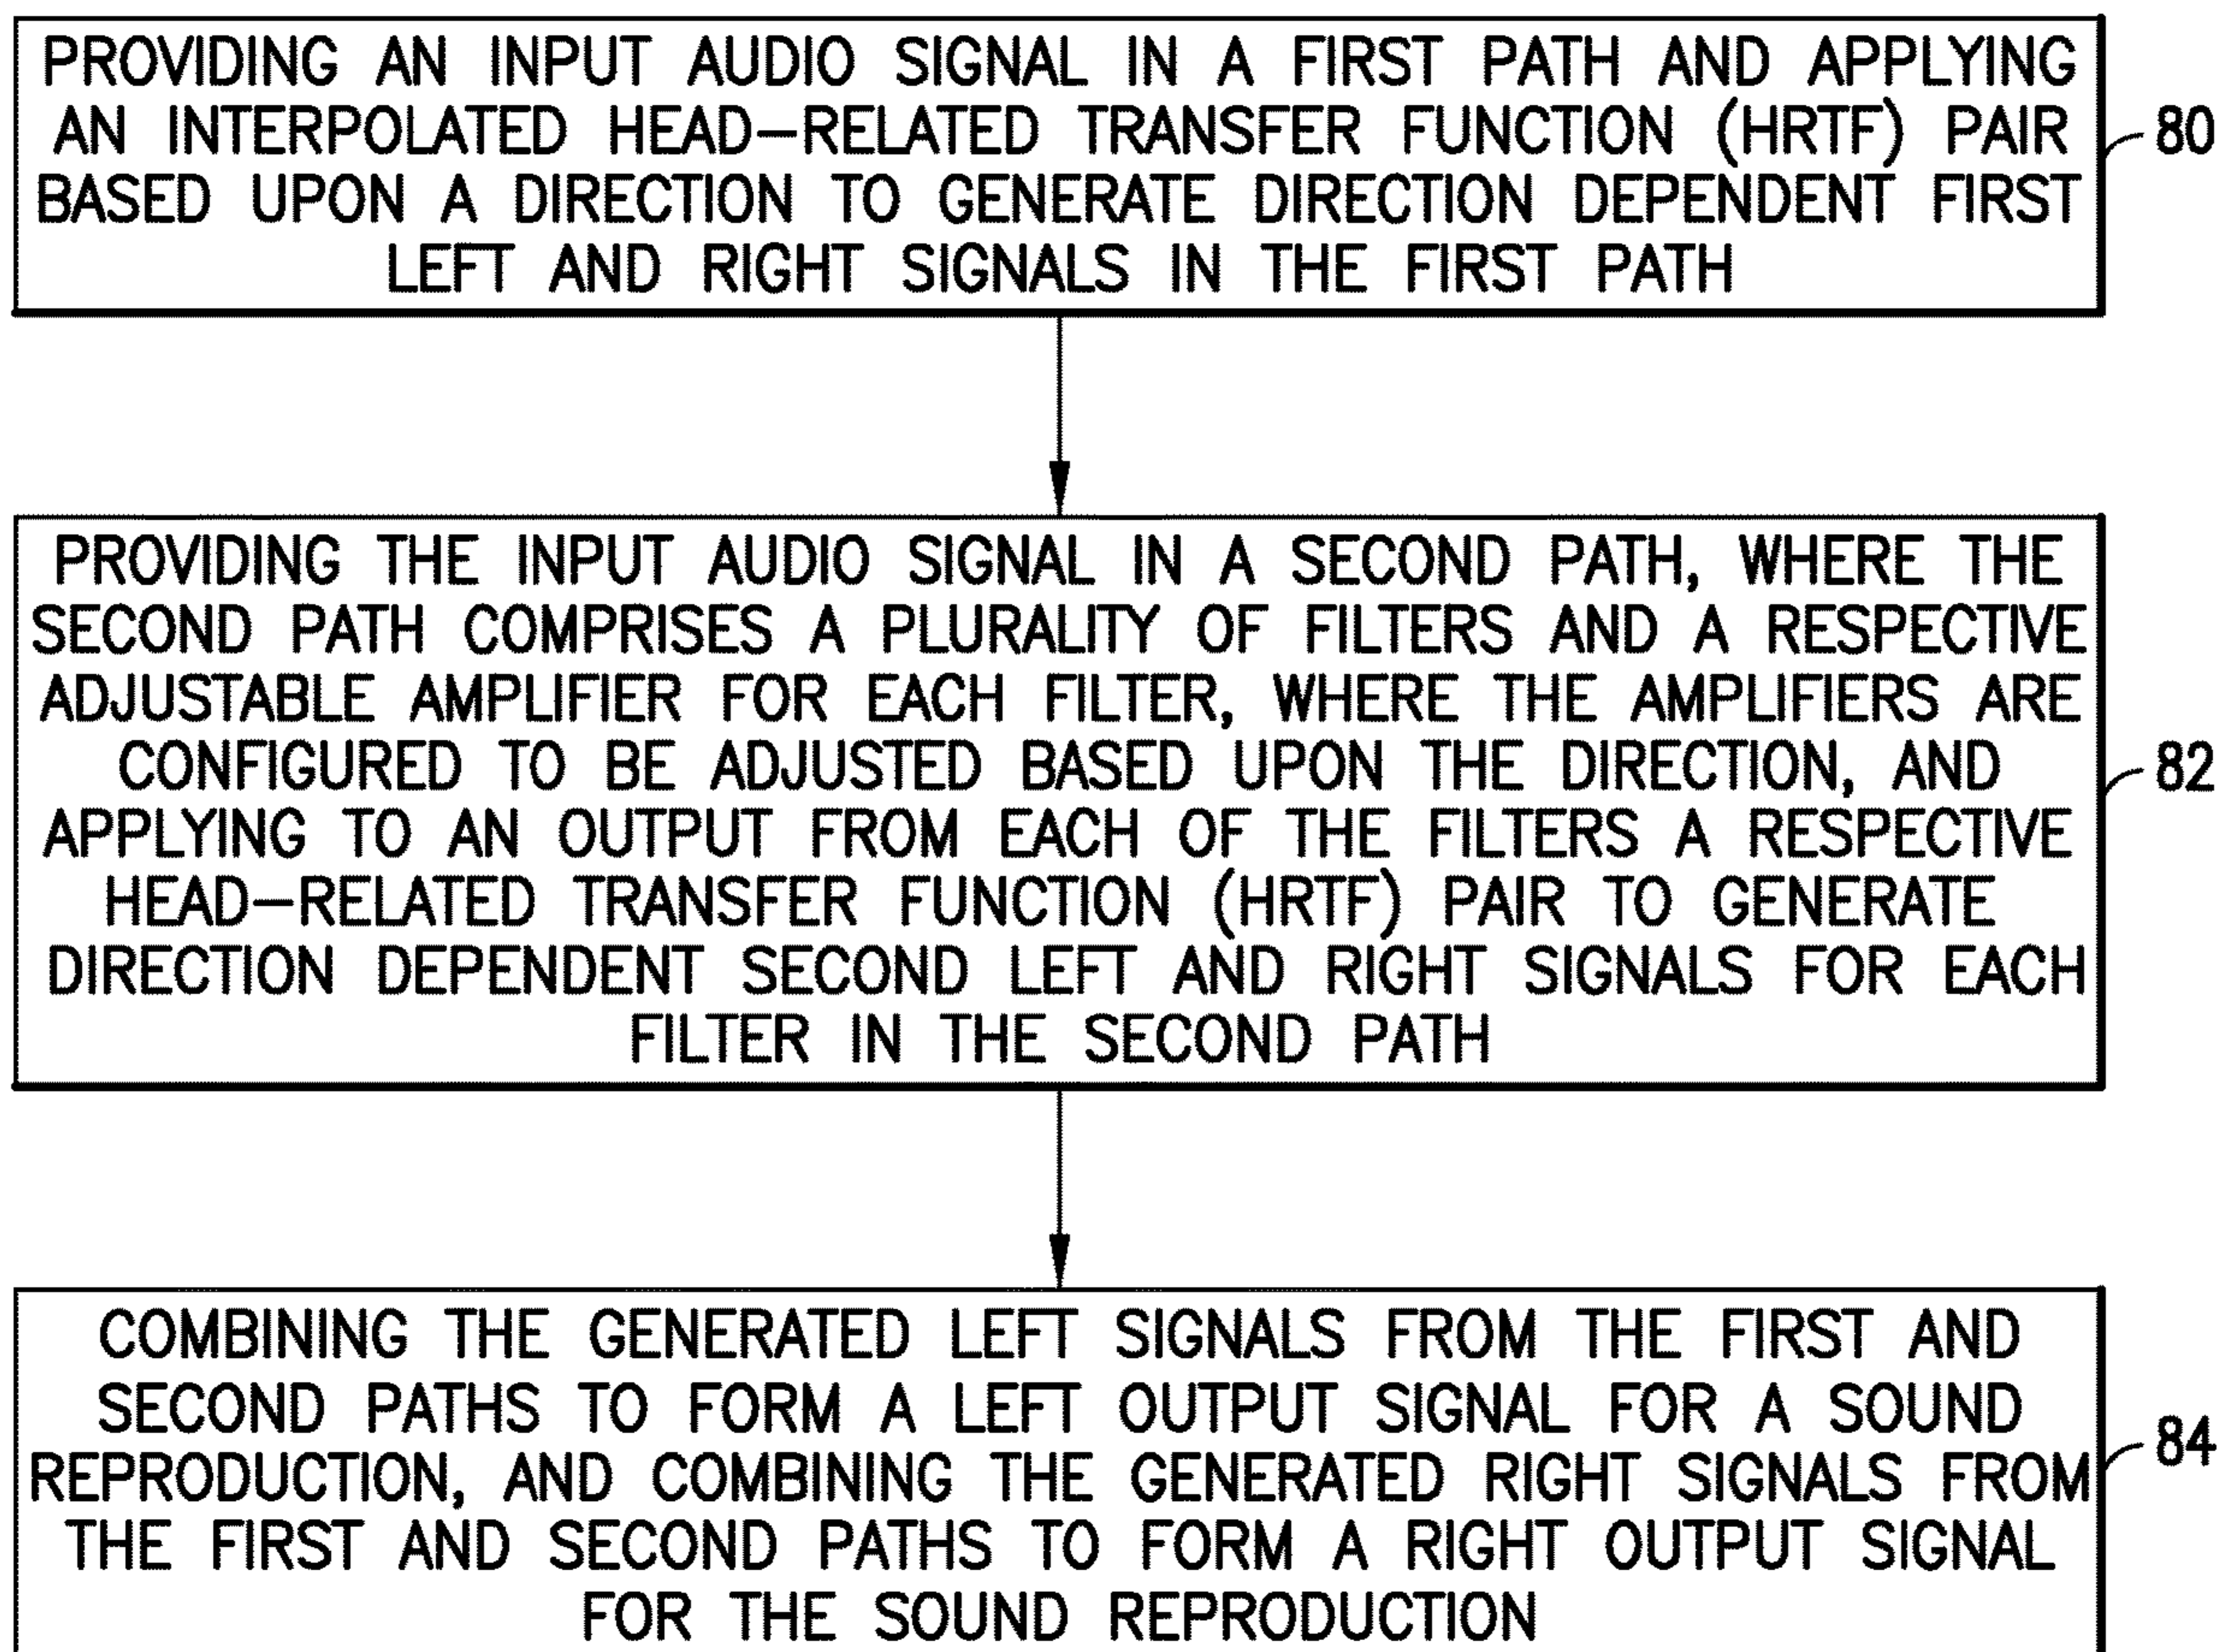 PROVIDING AN INPUT AUDIO SIGNAL IN A FIRST PATH AND APPLYING
AN INTERPOLATED HEAD-RELATED TRANSFER FUNCTION (HRTF) PAIR
BASED UPON A DIRECTION TO GENERATE DIRECTION DEPENDENT FIRST
LEFT AND RIGHT SIGNALS IN THE FIRST PATH
80
PROVIDING THE INPUT AUDIO SIGNAL IN A SECOND PATH, WHERE THE
SECOND PATH COMPRISES A PLURALITY OF FILTERS AND A RESPECTIVE
ADJUSTABLE AMPLIFIER FOR EACH FILTER, WHERE THE AMPLIFIERS ARE
CONFIGURED TO BE ADJUSTED BASED UPON THE DIRECTION, AND
APPLYING TO AN OUTPUT FROM EACH OF THE FILTERS A RESPECTIVE
HEAD-RELATED TRANSFER FUNCTION (HRTF) PAIR TO GENERATE
DIRECTION DEPENDENT SECOND LEFT AND RIGHT SIGNALS FOR EACH
FILTER IN THE SECOND PATH
82
COMBINING THE GENERATED LEFT SIGNALS FROM THE FIRST AND
SECOND PATHS TO FORM A LEFT OUTPUT SIGNAL FOR A SOUND
REPRODUCTION, AND COMBINING THE GENERATED RIGHT SIGNALS FROM
THE FIRST AND SECOND PATHS TO FORM A RIGHT OUTPUT SIGNAL
FOR THE SOUND REPRODUCTION
84